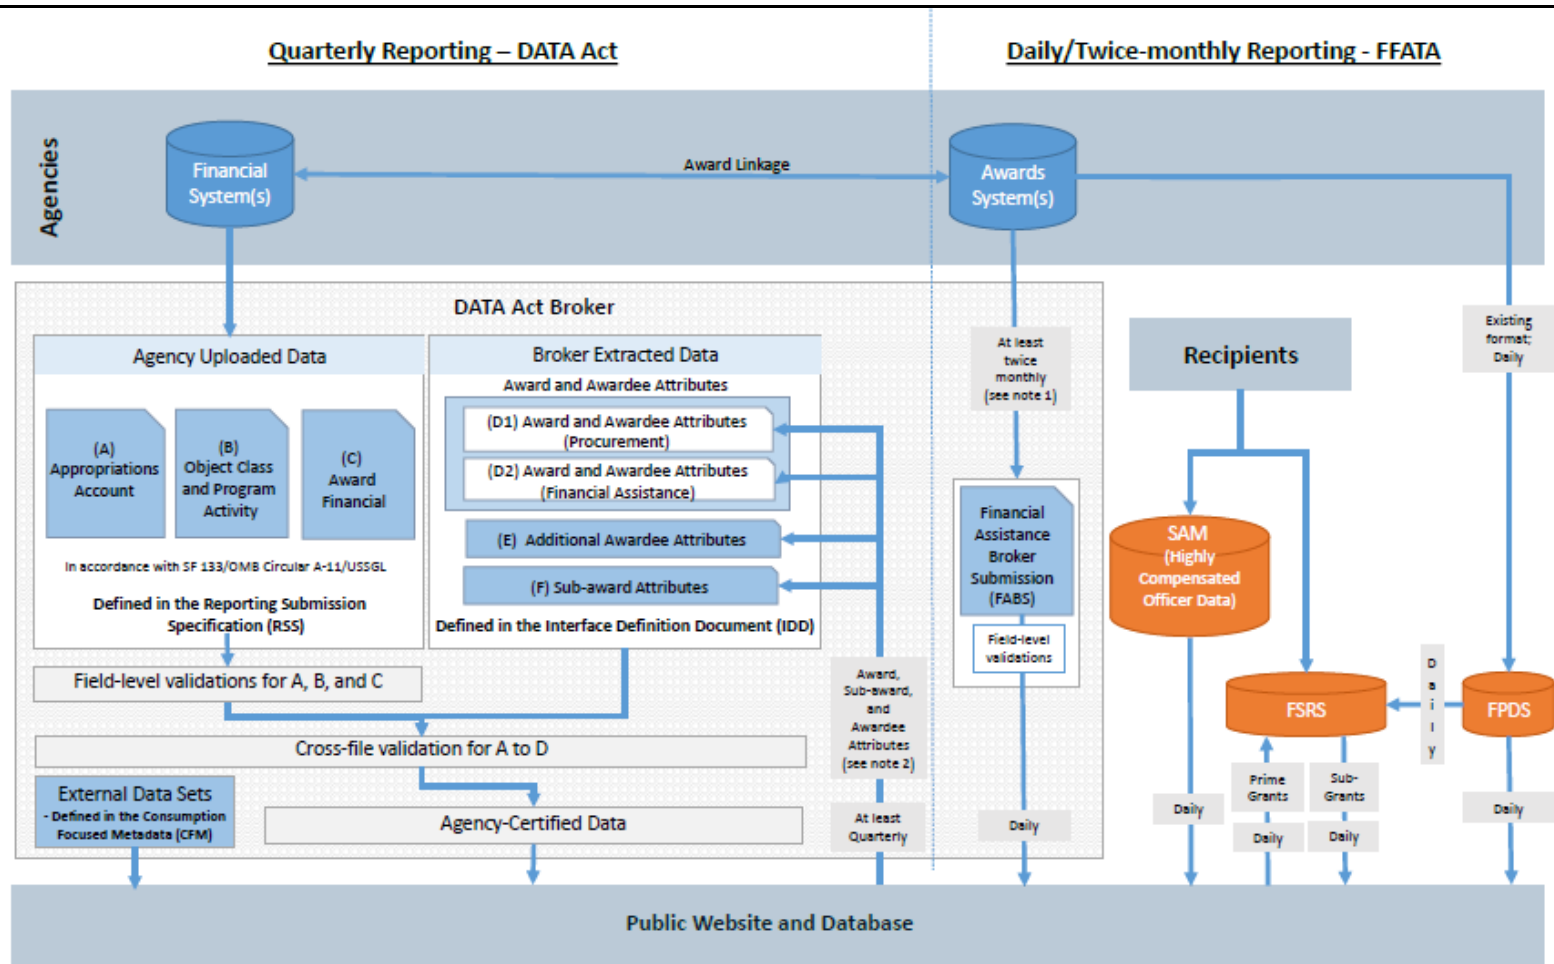 Quarterly Reporting – DATA Act
Daily/Twice-monthly Reporting - FFATA
Agencies
Financial
System(s)
Award Linkage
Awards
System(s)
DATA Act Broker
Agency Uploaded Data
(A)
Appropriations
Account
(B)
Object Class
and Program
Activity
(C)
Award
Financial
In accordance with SF 133/OMB Circular A-11/USSGL
Defined in the Reporting Submission
Specification (RSS)
Broker Extracted Data
Award and Awardee Attributes
(D1) Award and Awardee Attributes
(Procurement)
(D2) Award and Awardee Attributes
(Financial Assistance)
(E) Additional Awardee Attributes
(F) Sub-award Attributes
Defined in the Interface Definition Document (IDD)
Field-level validations for A, B, and C
Cross-file validation for A to D
External Data Sets
- Defined in the Consumption
Focused Metadata (CFM)
Agency-Certified Data
Award,
Sub-award,
and
Awardee
Attributes
(see note 2)
At least
Quarterly
At least
twice
monthly
(see note 1)
Financial
Assistance
Broker
Submission
(FABS)
Field-level
validations
Daily
Recipients
Existing
format;
Daily
SAM
(Highly
Compensated
Officer Data)
Daily
FSRS
Daily
FPDS
Prime
Grants
Daily
Sub-
Grants
Daily
Daily
Public Website and Database